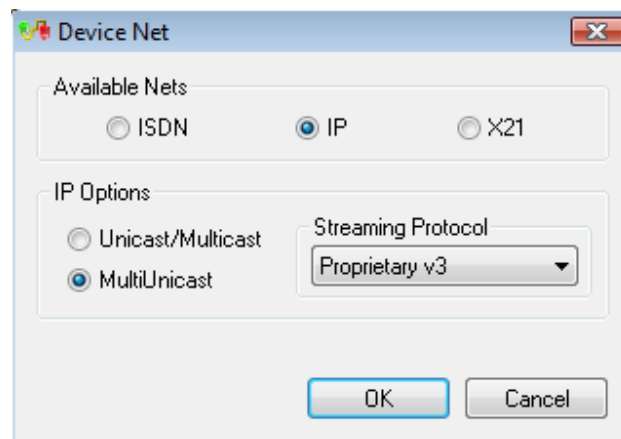 Device Net
Available Nets
ISDN IP X21
IP Options
Unicast/Multicast
MultiUnicast
Streaming Protocol
Proprietary v3
OK Cancel